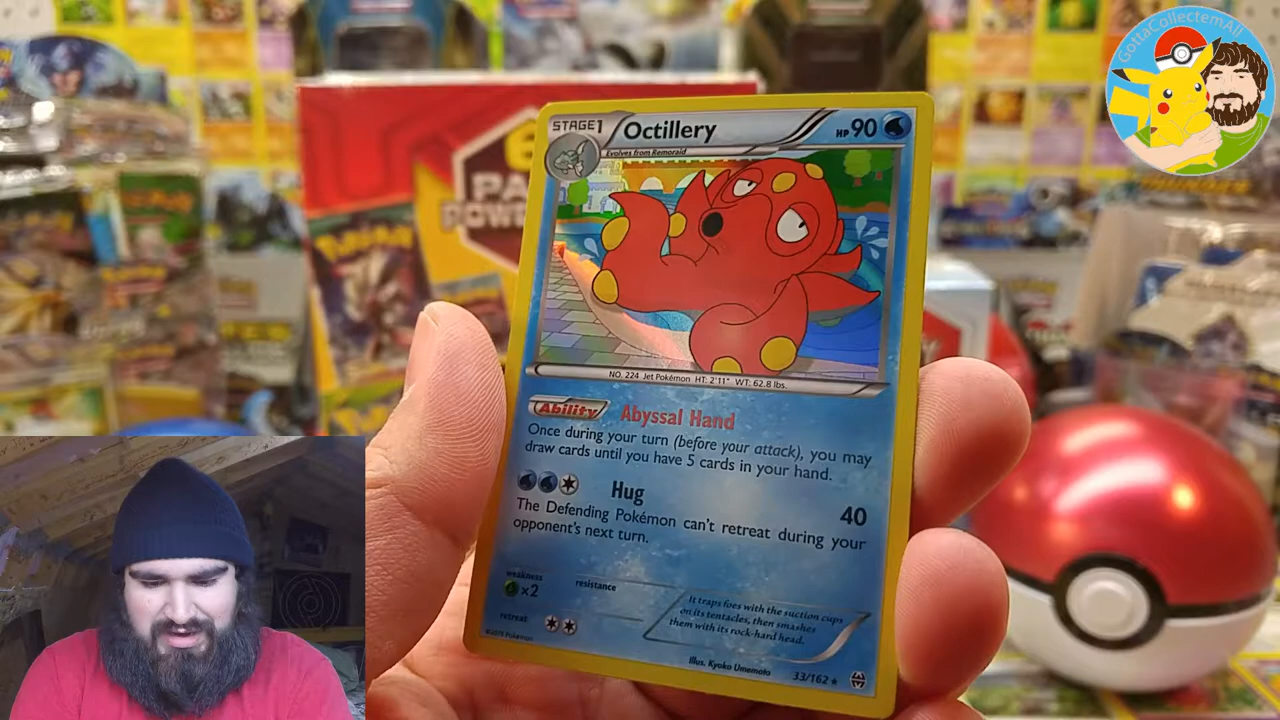 GottaCollectemAll
STAGE1 Octillery HP 90
Evolves from Remoraid
NO. 224 Jet Pokémon HT: 2'11" WT: 62.8 lbs.
Ability Abyssal Hand
Once during your turn (before your attack), you may
draw cards until you have 5 cards in your hand.
Hug 40
The Defending Pokémon can't retreat during your
opponent's next turn.
weakness resistance
×2
retreat
It traps foes with the suction cups
on its tentacles, then smashes
them with its rock-hard head.
Illus. Kyoko Umemoto
33/162
©2015 Pokémon
PA
POW